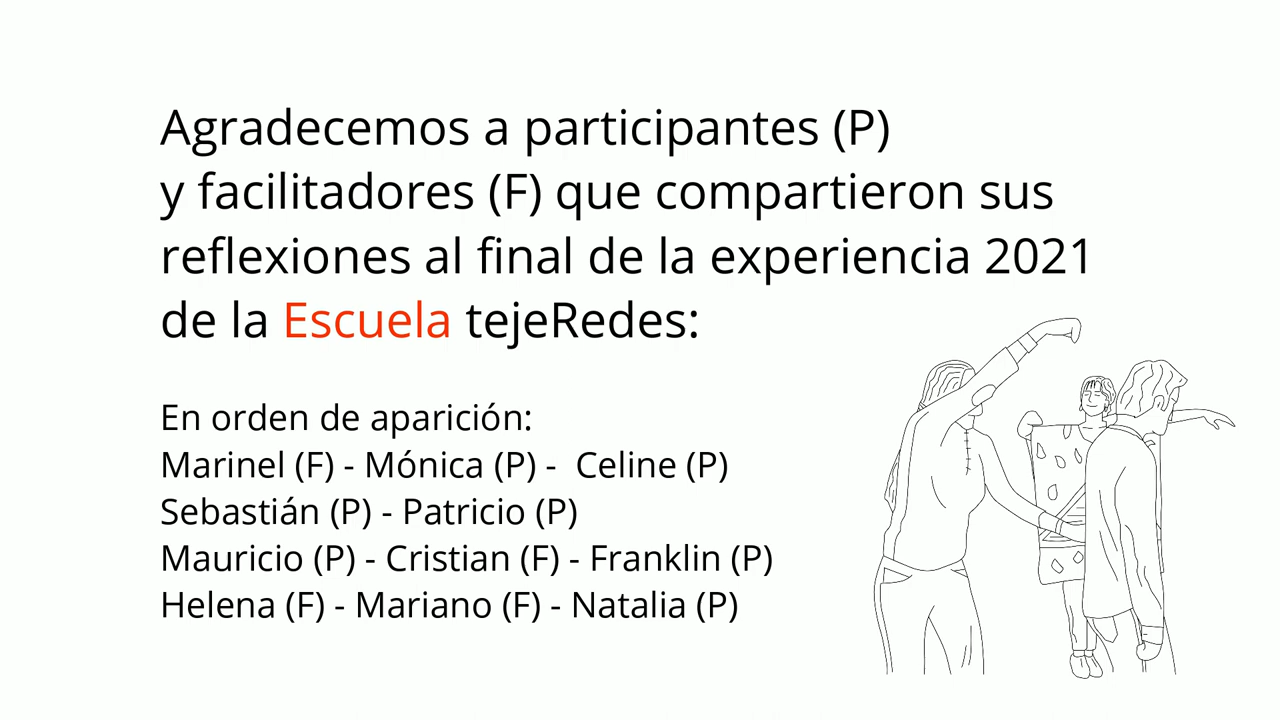 Agradecemos a participantes (P)
y facilitadores (F) que compartieron sus
reflexiones al final de la experiencia 2021
de la Escuela tejeRedes:
En orden de aparición:
Marinel (F) - Mónica (P) - Celine (P)
Sebastián (P) - Patricio (P)
Mauricio (P) - Cristian (F) - Franklin (P)
Helena (F) - Mariano (F) - Natalia (P)